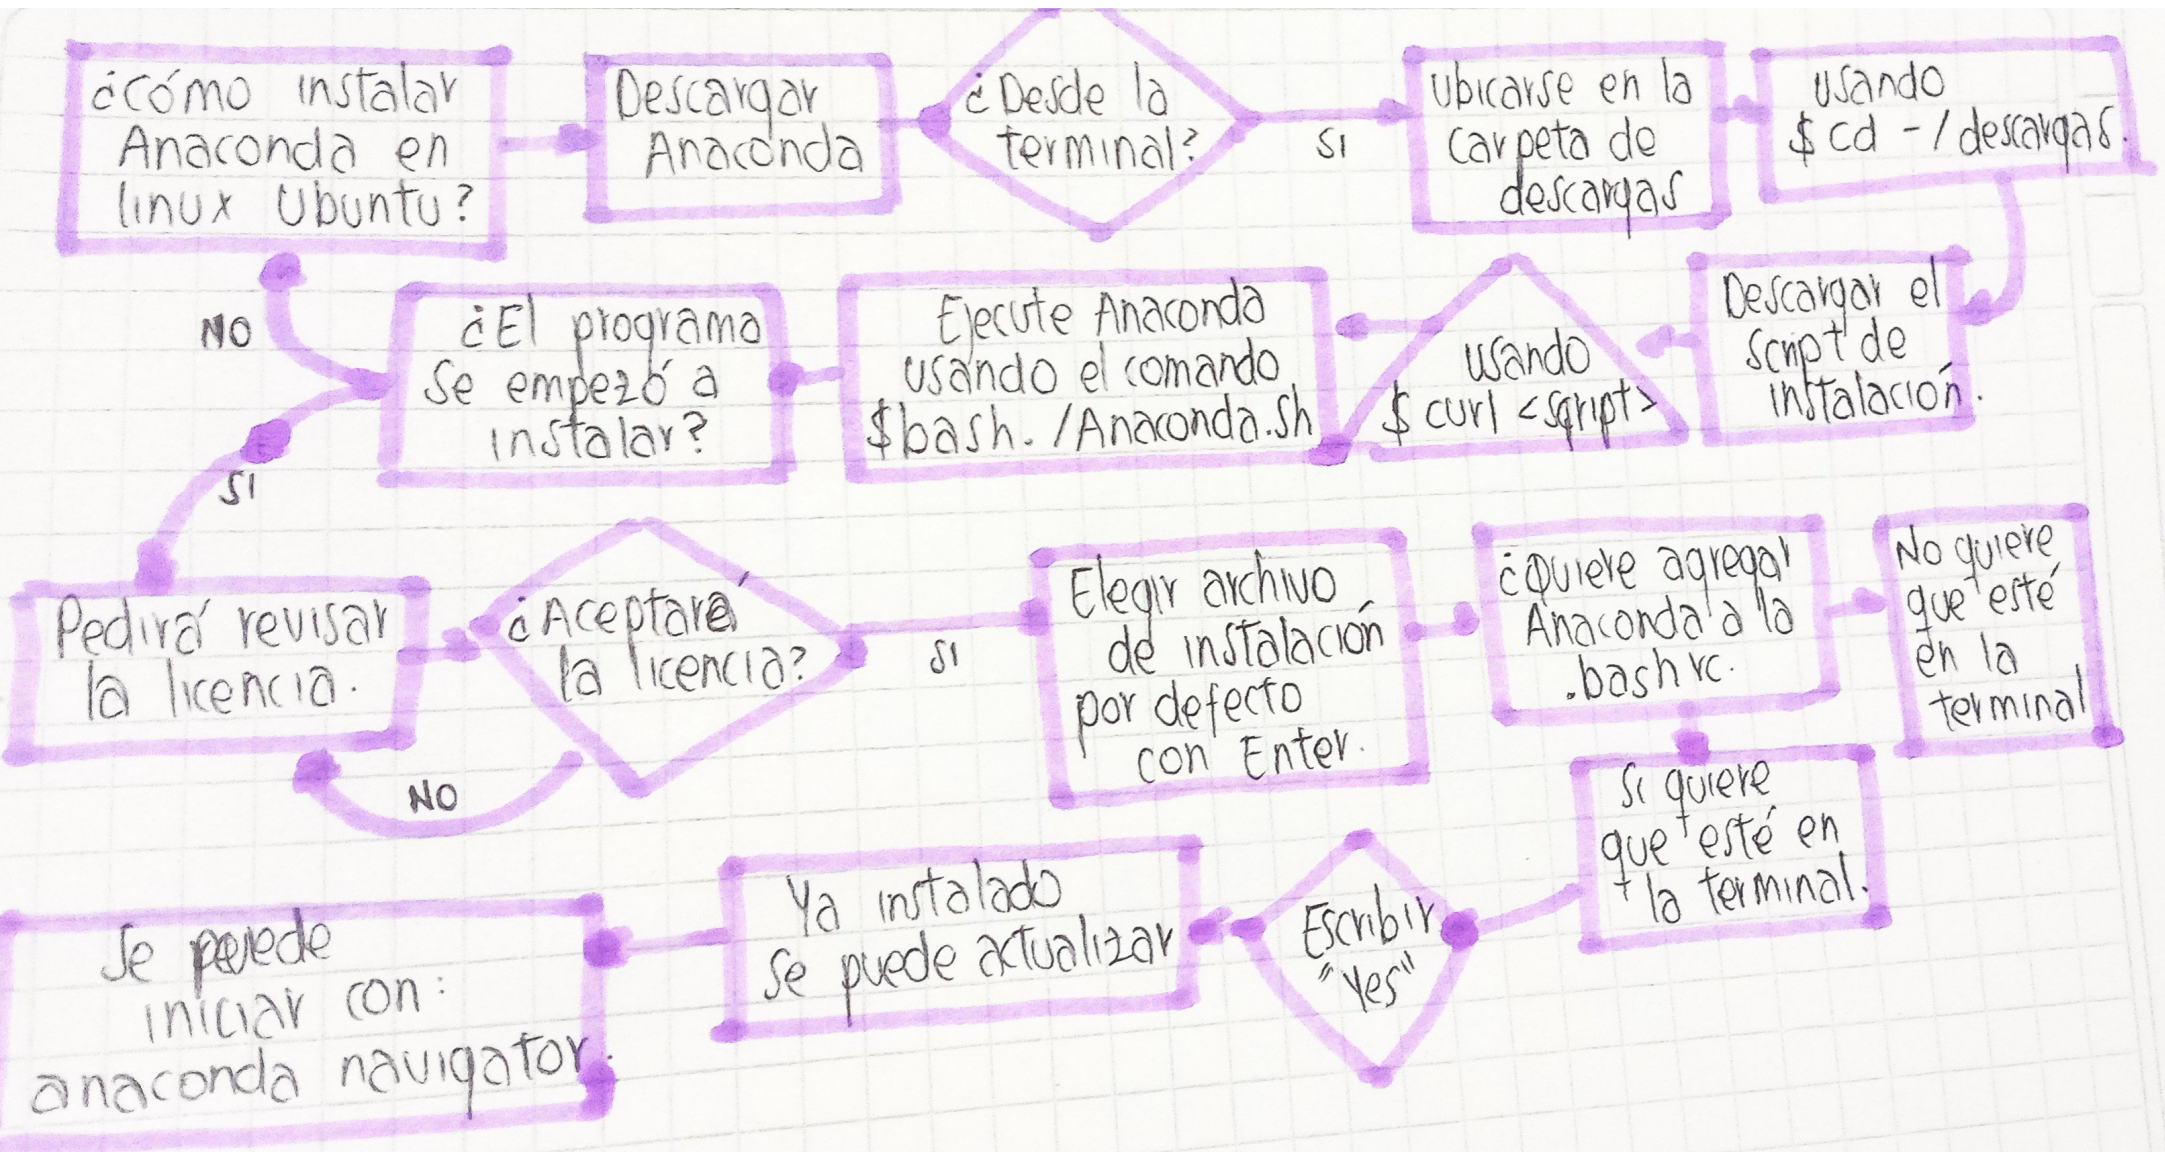 ¿Cómo instalar
Anaconda en
linux Ubuntu?
Descargar
Anaconda
¿Desde la
terminal?
SI
Ubicarse en la
carpeta de
descargas
usando
$ cd -/descargas.
Descargar el
script de
instalación.
usando
$ curl <sqript>
Ejecute Anaconda
usando el comando
$bash. /Anaconda.sh
¿El programa
se empezó a
instalar?
NO
SI
Pedirá revisar
la licencia.
¿Aceptará
la licencia?
NO
SI
Elegir archivo
de instalación
por defecto
con Enter.
¿Quiere agregar
Anaconda a la
.bashrc.
No quiere
que esté
en la
terminal
Si quiere
que esté en
la terminal.
Escribir
"Yes"
Ya instalado
se puede actualizar
Se puede
iniciar con:
anaconda navigator.